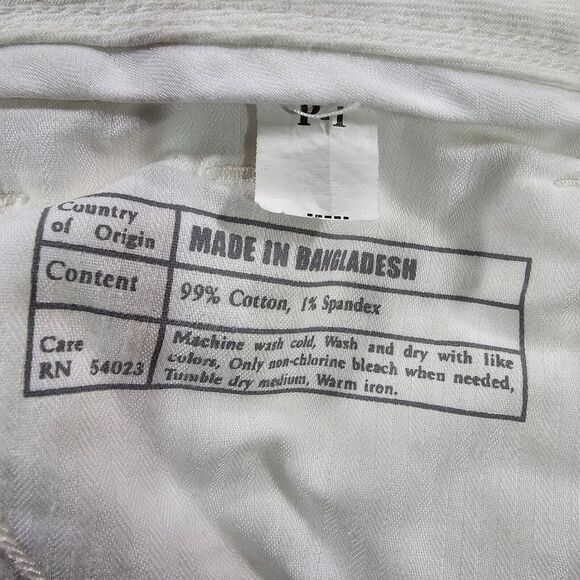 P-1
Country
of Origin
MADE IN BANGLADESH
Content
99% Cotton, 1% Spandex
Care
RN 54023
Machine wash cold, Wash and dry with like
colors, Only non-chlorine bleach when needed,
Tumble dry medium, Warm iron.